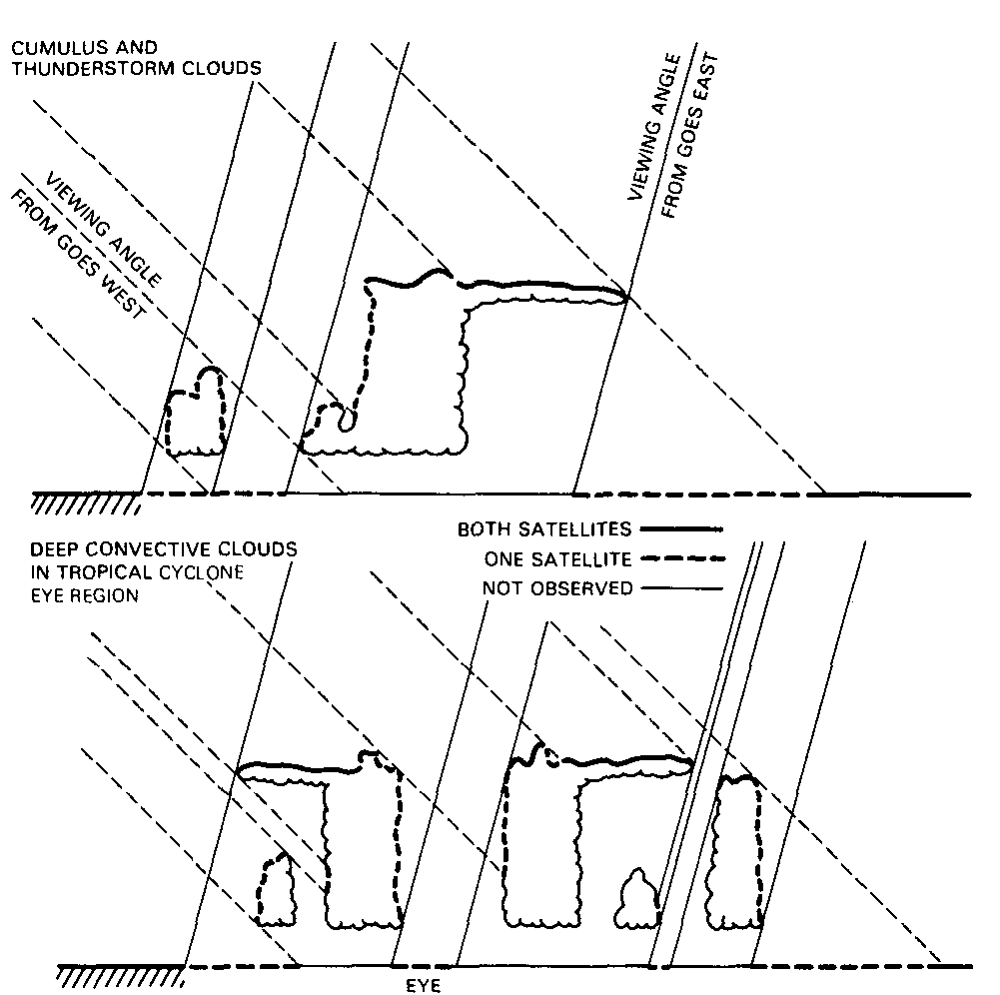 CUMULUS AND
THUNDERSTORM CLOUDS
VIEWING ANGLE
FROM GOES EAST
VIEWING ANGLE
FROM GOES WEST
BOTH SATELLITES
ONE SATELLITE
NOT OBSERVED
DEEP CONVECTIVE CLOUDS
IN TROPICAL CYCLONE
EYE REGION
EYE